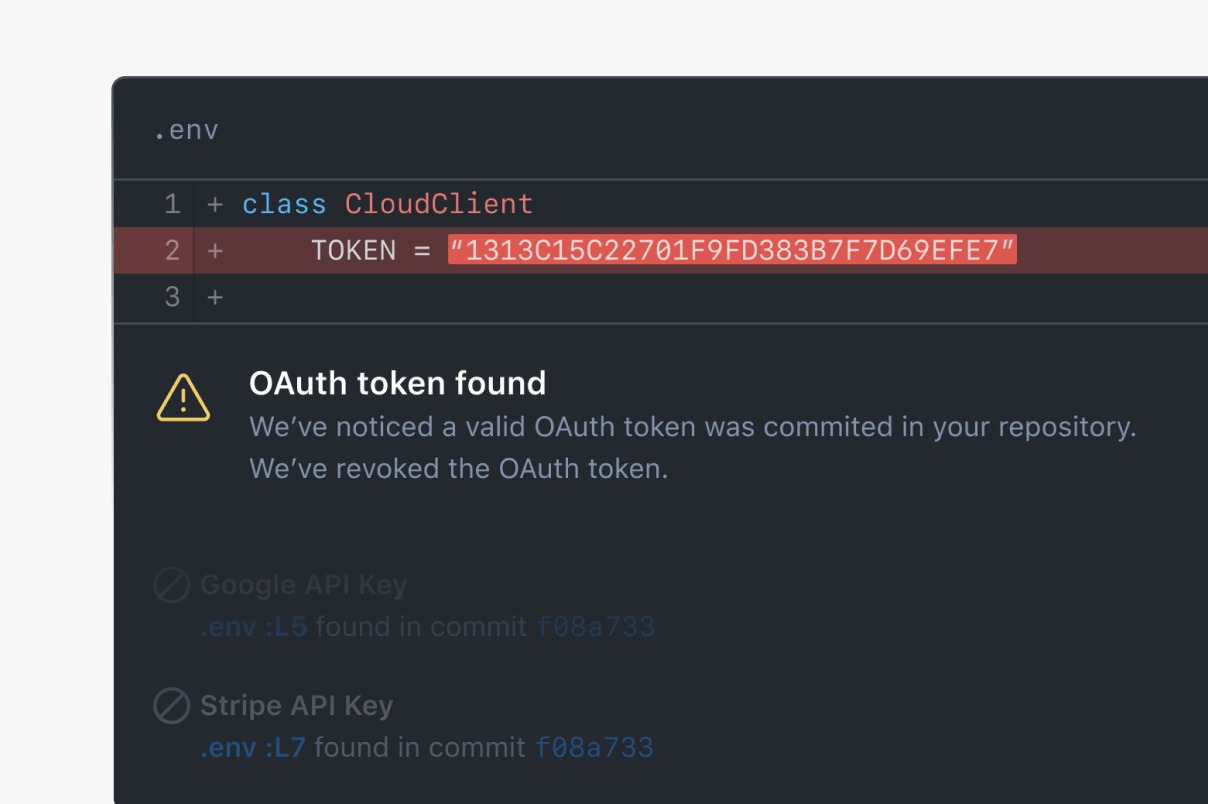 .env
1 + class CloudClient
2 + TOKEN = “1313C15C22701F9FD383B7F7D69EFE7”
3 +
OAuth token found
We’ve noticed a valid OAuth token was commited in your repository.
We’ve revoked the OAuth token.
Google API Key
.env :L5 found in commit f08a733
Stripe API Key
.env :L7 found in commit f08a733